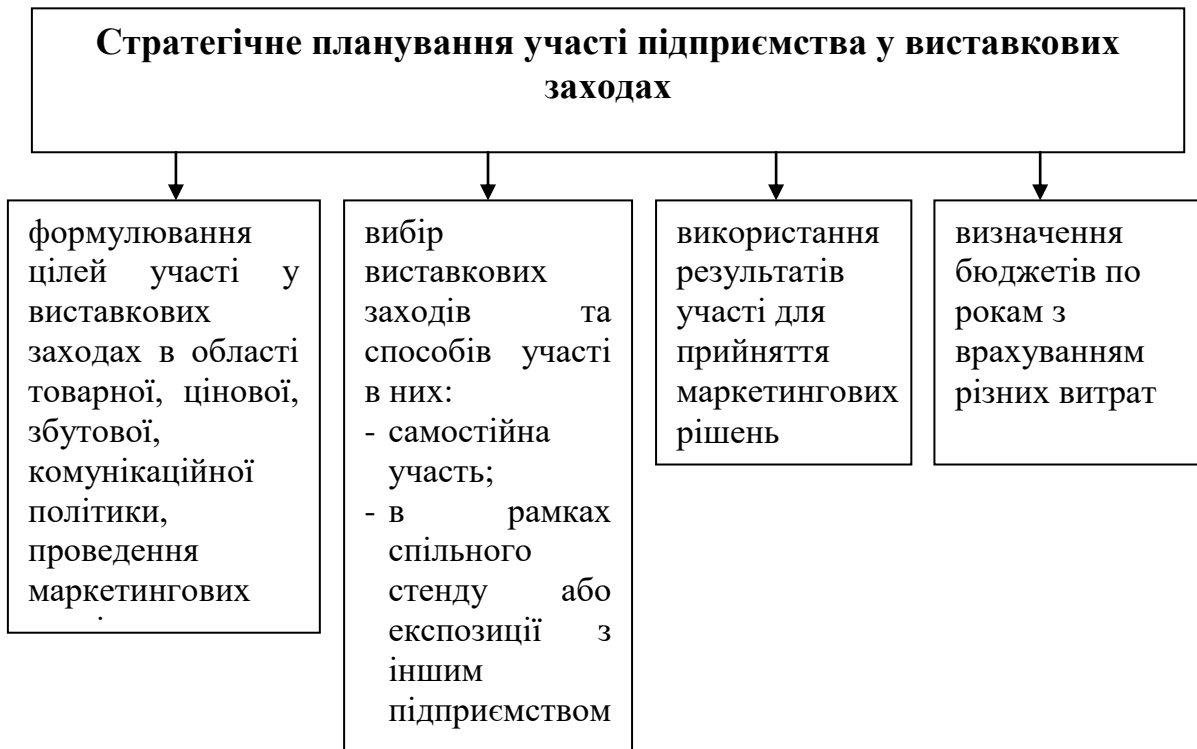 Стратегічне планування участі підприємства у виставкових
заходах
формулювання
цілей участі у
виставкових
заходах в області
товарної, цінової,
збутової,
комунікаційної
політики,
проведення
маркетингових
вибір
виставкових
заходів та
способів участі
в них:
- самостійна
участь;
- в рамках
спільного
стенду або
експозиції з
іншим
підприємством
використання
результатів
участі для
прийняття
маркетингових
рішень
визначення
бюджетів по
рокам з
врахуванням
різних витрат